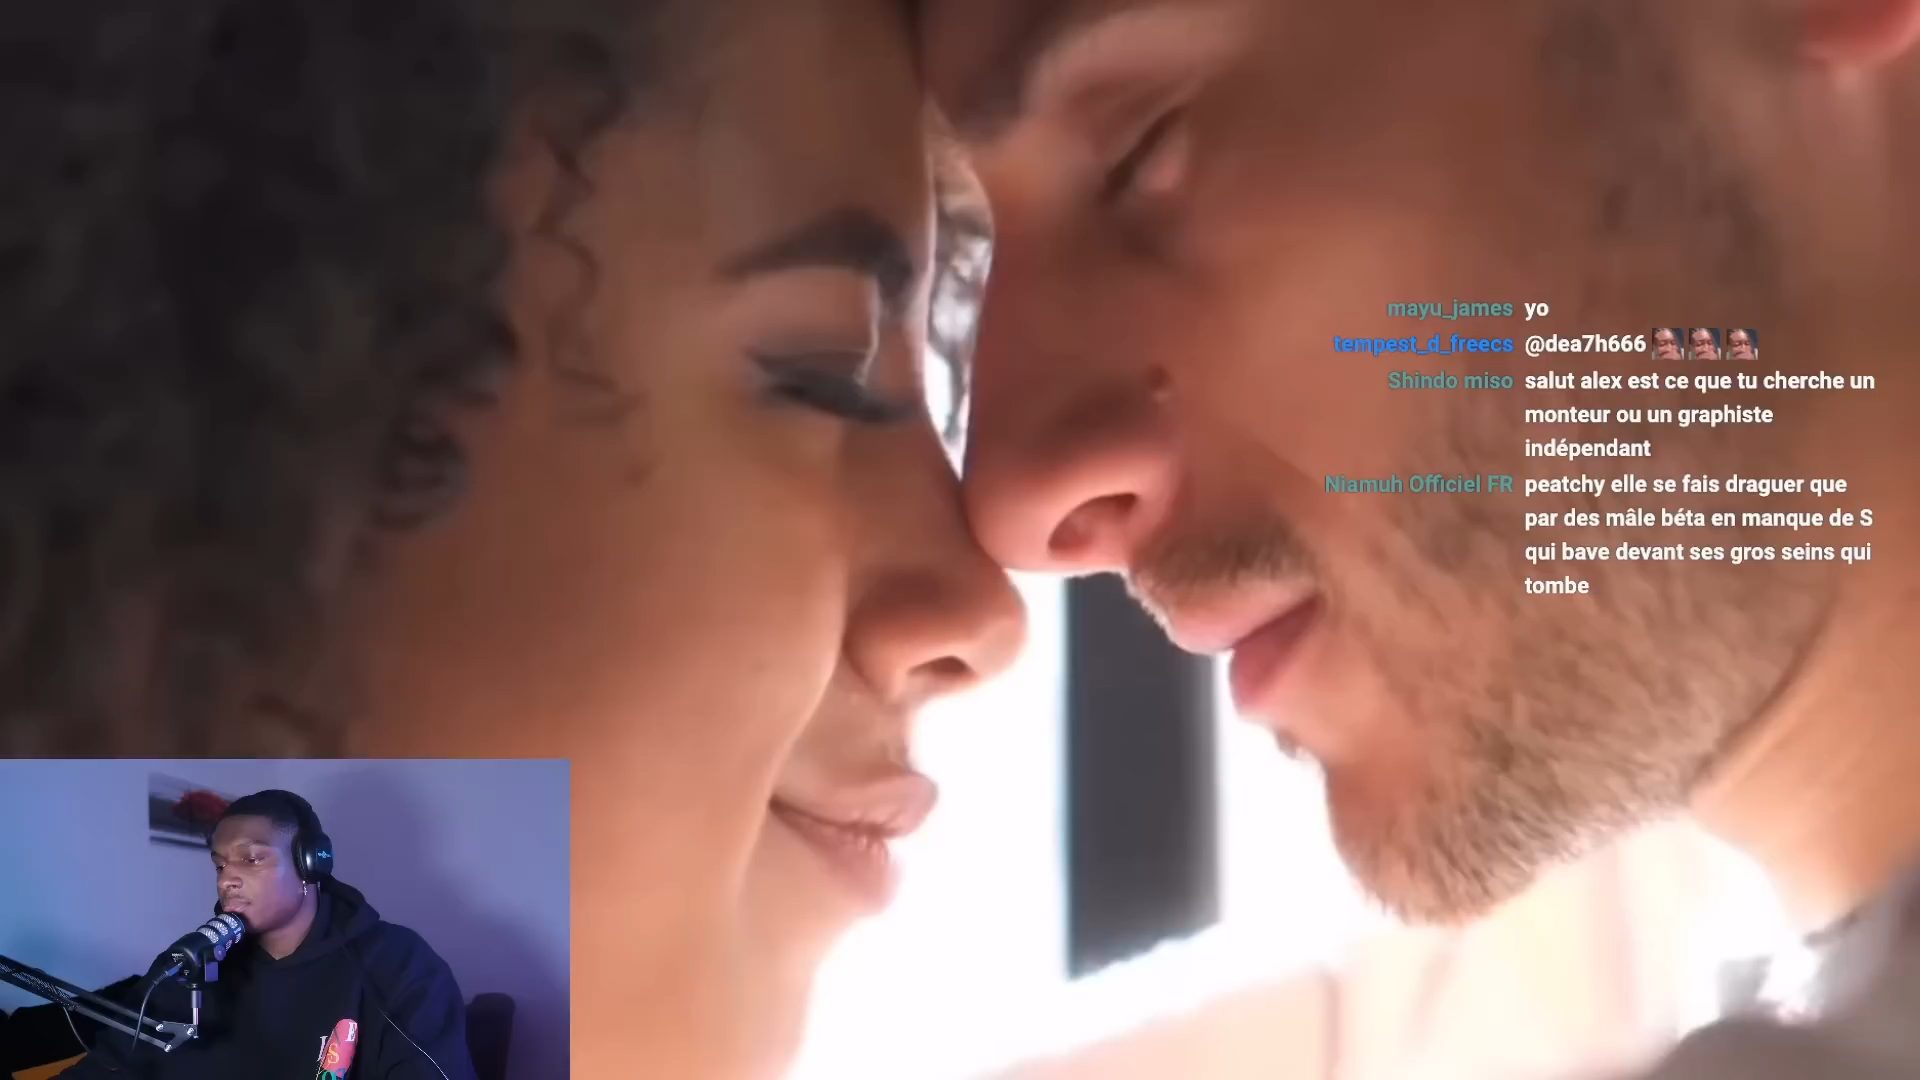 mayu_james yo
tempest_d_freecs @dea7h666
Shindo miso salut alex est ce que tu cherche un
monteur ou un graphiste
indépendant
Niamuh Officiel FR peatchy elle se fais draguer que
par des mâle béta en manque de S
qui bave devant ses gros seins qui
tombe